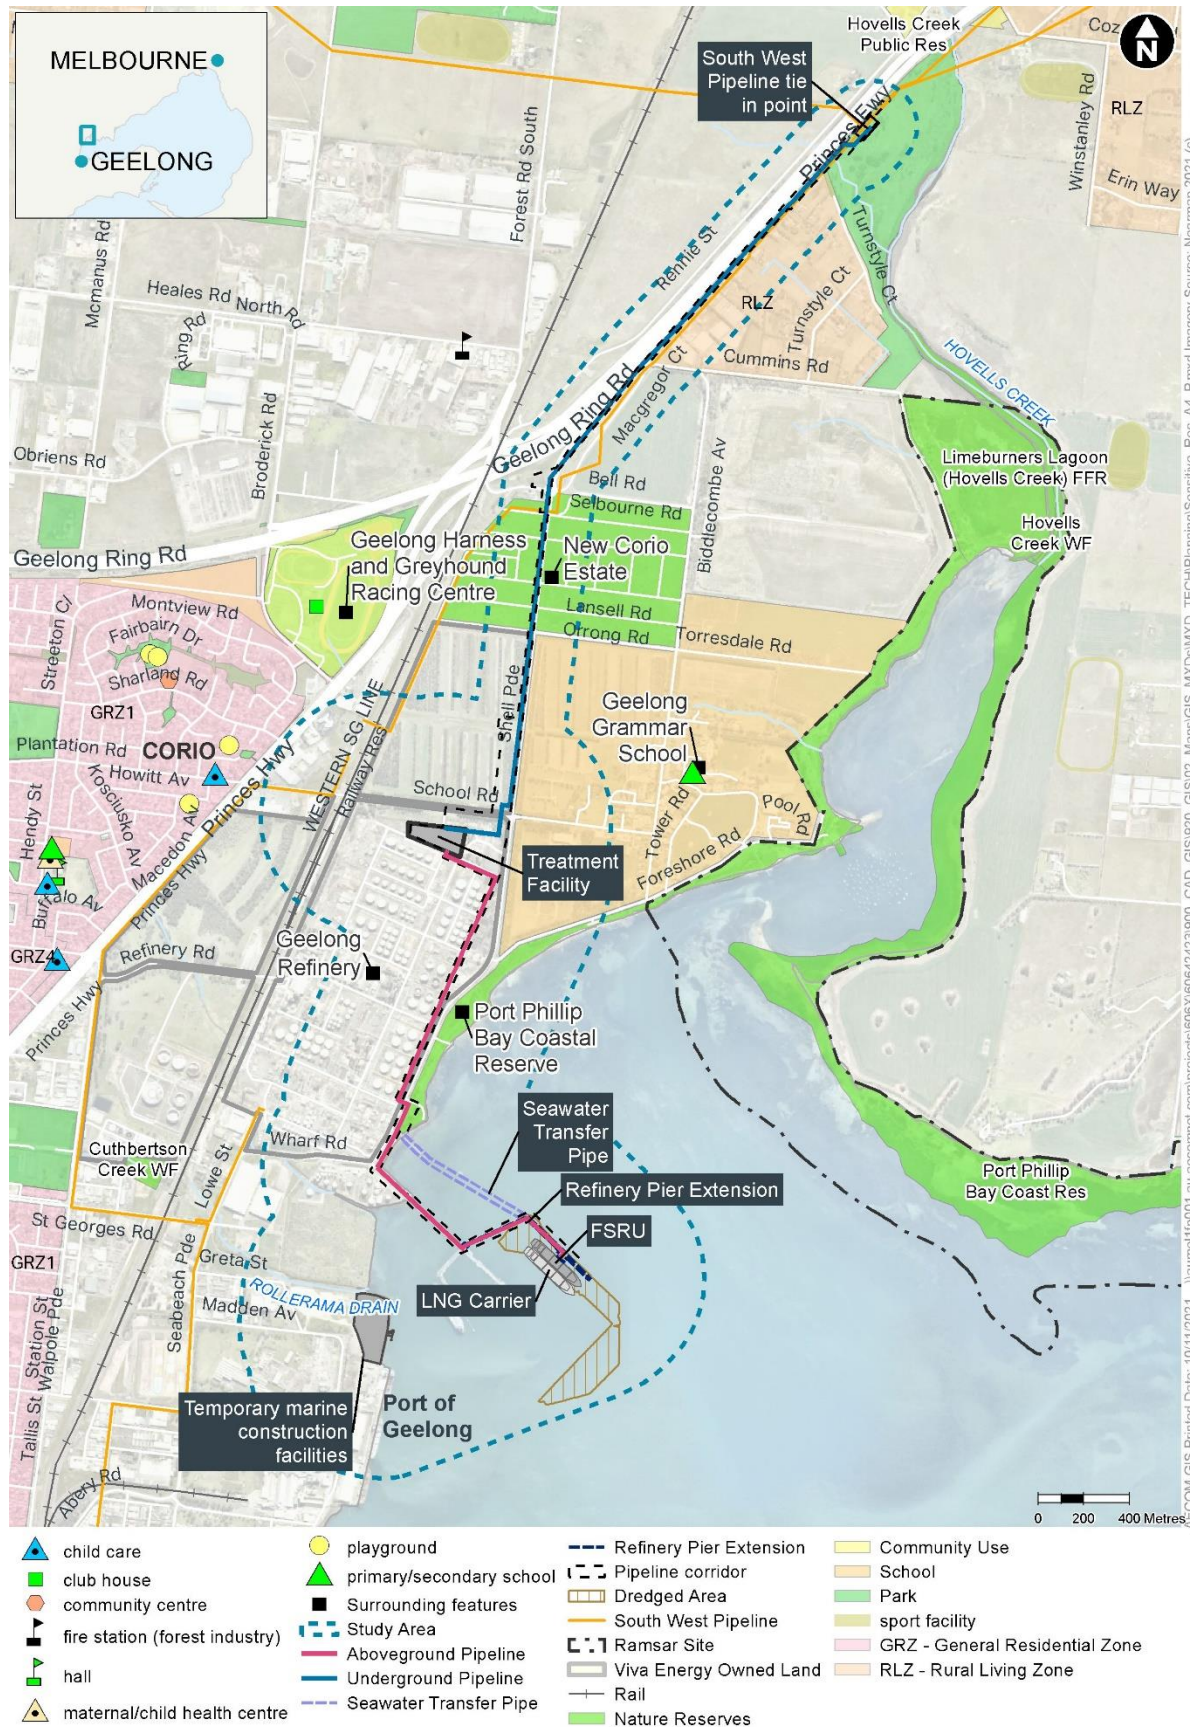 MELBOURNE
GEELONG
Hovells Creek
Public Res
Coz
N
South West
Pipeline tie
in point
Princes Fwy
RLZ
Winstanley Rd
Erin Way
Forest Rd South
Mcmanus Rd
Rennie St
Turnstyle Ct
Heales Rd
North Rd
Ring Rd
RLZ
Turnstyle Ct
Cummins Rd
HOVELLS CREEK
Macgregor Ct
Geelong Ring Rd
Broderick Rd
Obriens Rd
Biddlecombe Av
Limeburners Lagoon
(Hovells Creek) FFR
Bell Rd
Selbourne Rd
Hovells
Creek WF
Geelong Ring Rd
Geelong Harness
and Greyhound
Racing Centre
New Corio
Estate
Montview Rd
Lansell Rd
Otrong Rd
Torresdale Rd
Streeton Cl
Fairbairn Dr
Sharland Rd
GRZ1
Shell Pde
Geelong
Grammar
School
WESTERN SG LINE
Railway Res
Plantation Rd
CORIO
Howitt Av
Princes Hwy
School Rd
Kosciusko Av
Pool Rd
Tower Rd
Hendy St
Macedon Av
Foreshore Rd
Treatment
Facility
Princes Hwy
Buffalo Av
Refinery Rd
GRZ4
Geelong
Refinery
Princes Hwy
Port Phillip
Bay Coastal
Reserve
Seawater
Transfer
Pipe
Wharf Rd
Cuthbertson
Creek WF
Lowe St
Port Phillip
Bay Coast Res
Refinery Pier Extension
St Georges Rd
FSRU
GRZ1
Greta St
Seabeach Pde
ROLLERAMA DRAIN
LNG Carrier
Madden Av
Station St
Walpole Pde
Tallis St
Temporary marine
construction
facilities
Port of
Geelong
Abery Rd
0 200 400 Metres
child care
club house
community centre
fire station (forest industry)
hall
maternal/child health centre
playground
primary/secondary school
Surrounding features
Study Area
Aboveground Pipeline
Underground Pipeline
Seawater Transfer Pipe
Refinery Pier Extension
Pipeline corridor
Dredged Area
South West Pipeline
Ramsar Site
Viva Energy Owned Land
Rail
Nature Reserves
Community Use
School
Park
sport facility
GRZ - General Residential Zone
RLZ - Rural Living Zone